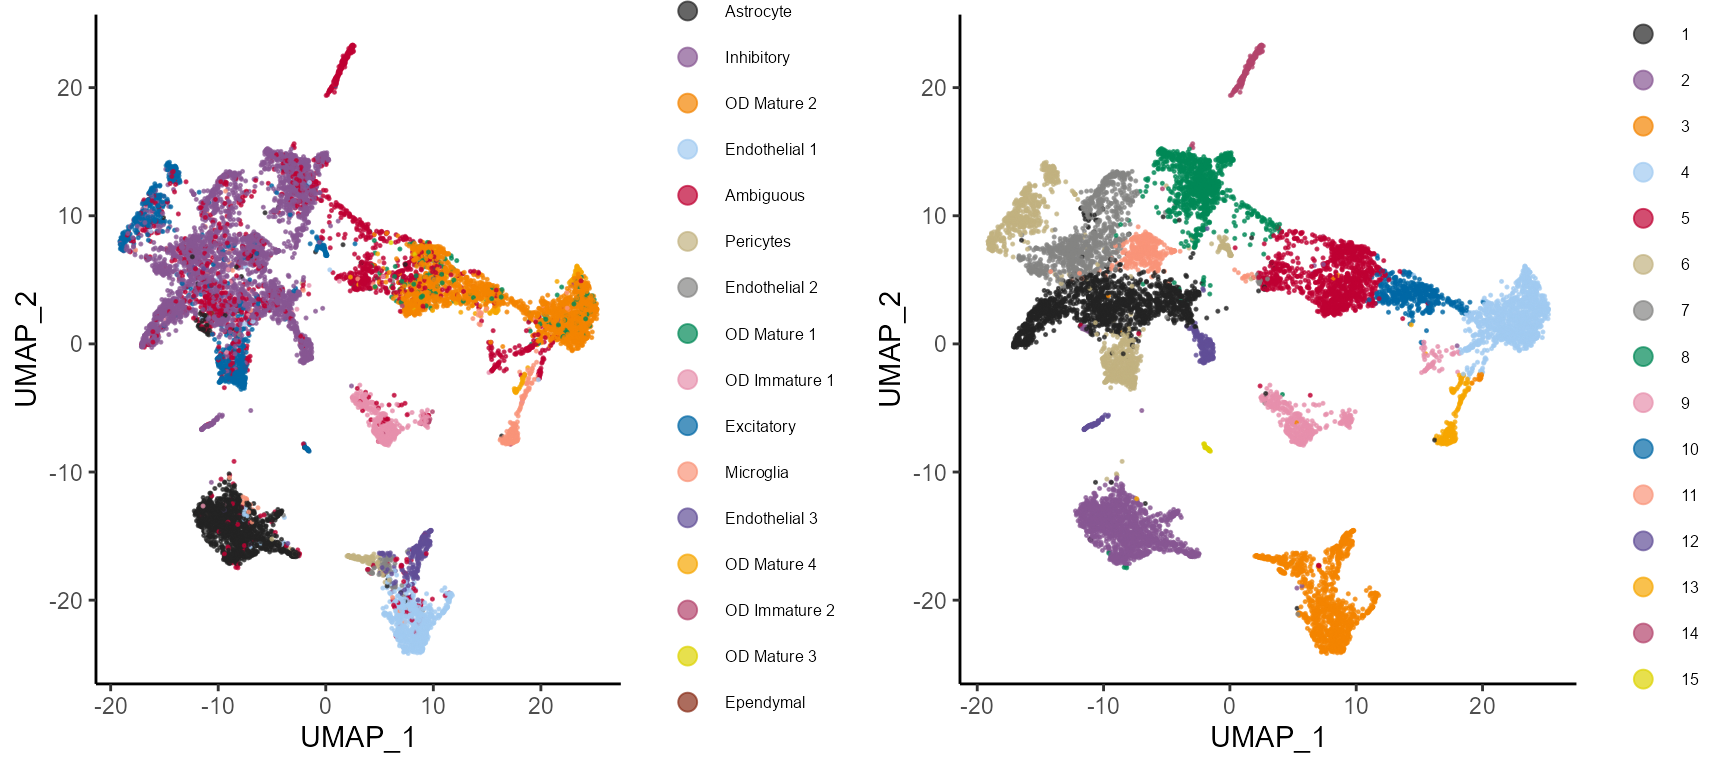 UMAP_2
20
10
0
-10
-20
-20
-10
0
10
20
UMAP_1
Astrocyte
Inhibitory
OD Mature 2
Endothelial 1
Ambiguous
Pericytes
Endothelial 2
OD Mature 1
OD Immature 1
Excitatory
Microglia
Endothelial 3
OD Mature 4
OD Immature 2
OD Mature 3
Ependymal
UMAP_2
20
10
0
-10
-20
-20
-10
0
10
20
UMAP_1
1
2
3
4
5
6
7
8
9
10
11
12
13
14
15